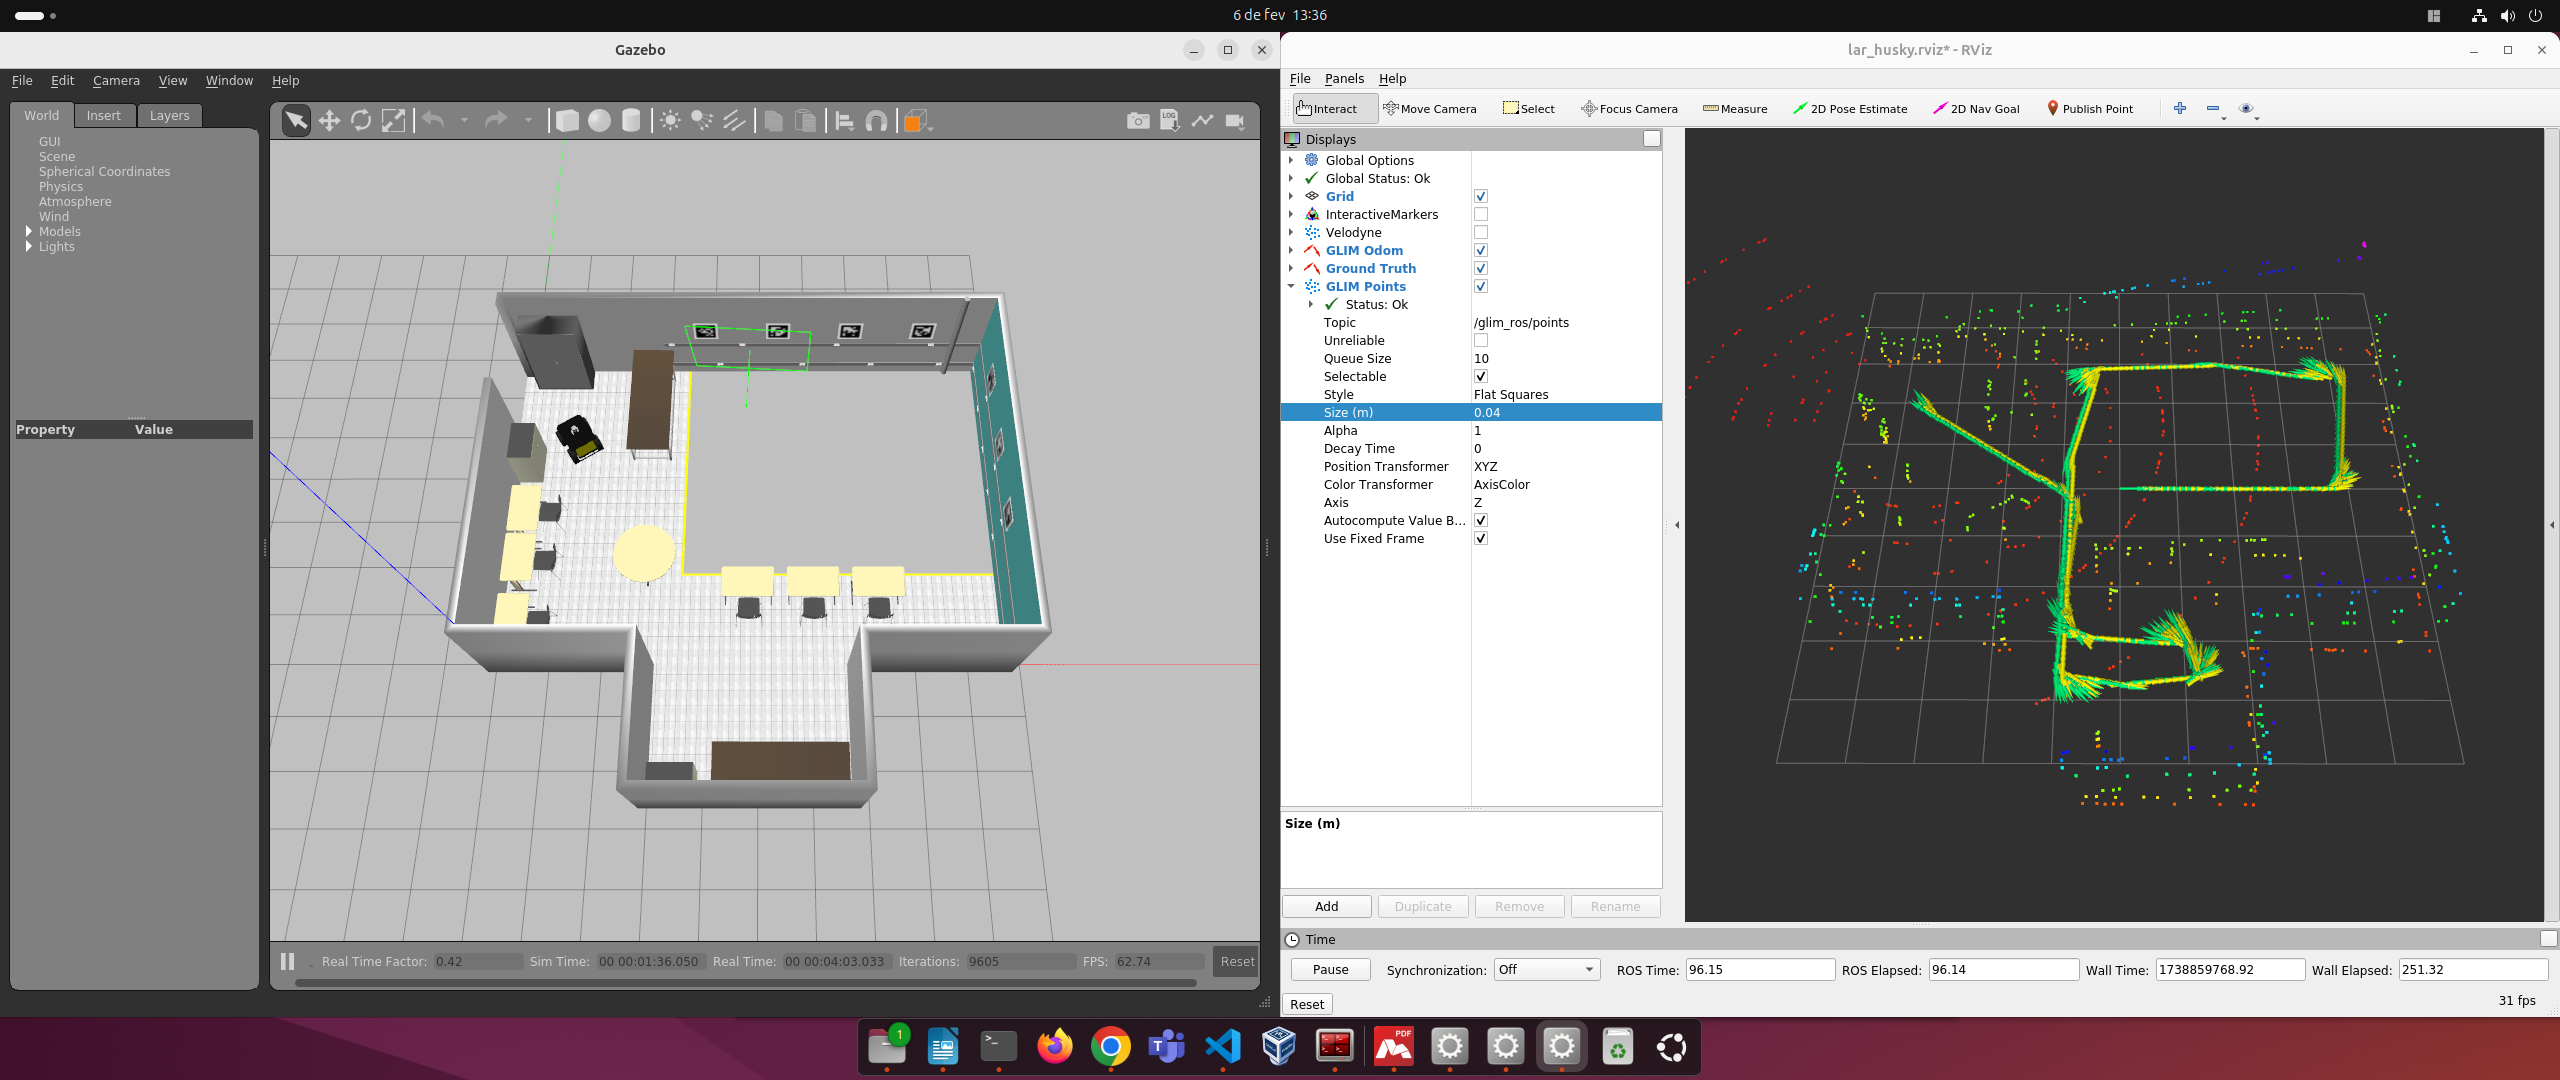 6 de fev 13:36
Gazebo
File Edit Camera View Window Help
World Insert Layers
GUI
Scene
Spherical Coordinates
Physics
Atmosphere
Wind
Models
Lights
Property Value
LOG
Real Time Factor: 0.42 Sim Time: 00 00:01:36.050 Real Time: 00 00:04:03.033 Iterations: 9605 FPS: 62.74 Reset
lar_husky.rviz* - RViz
File Panels Help
Interact Move Camera Select Focus Camera Measure 2D Pose Estimate 2D Nav Goal Publish Point
Displays
Global Options
Global Status: Ok
Grid
InteractiveMarkers
Velodyne
GLIM Odom
Ground Truth
GLIM Points
Status: Ok
Topic /glim_ros/points
Unreliable
Queue Size 10
Selectable
Style Flat Squares
Size (m) 0.04
Alpha 1
Decay Time 0
Position Transformer XYZ
Color Transformer AxisColor
Axis Z
Autocompute Value B...
Use Fixed Frame
Size (m)
Add Duplicate Remove Rename
Time
Pause Synchronization: Off ROS Time: 96.15 ROS Elapsed: 96.14 Wall Time: 1738859768.92 Wall Elapsed: 251.32
Reset 31 fps
1
>_
T
PDF